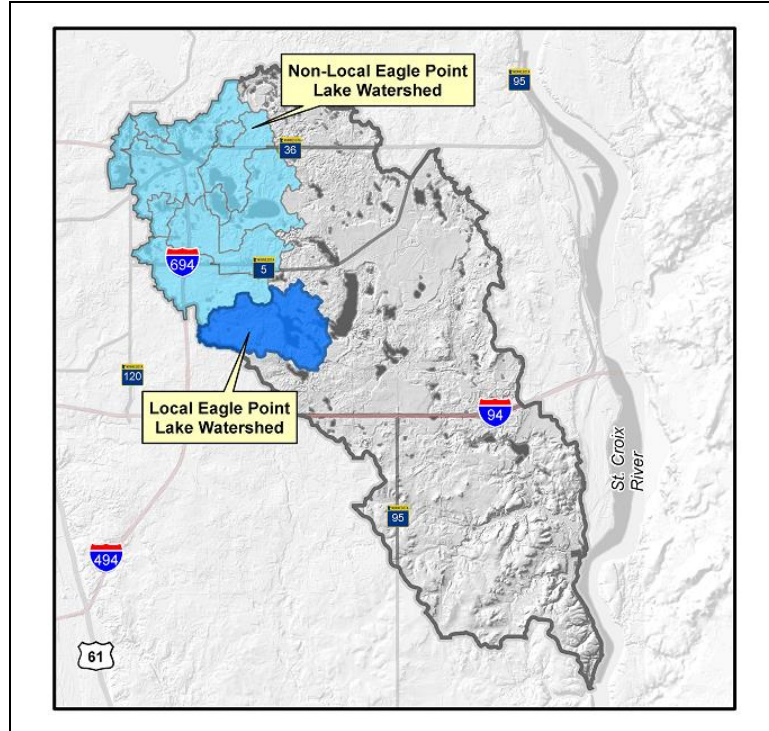 Non-Local Eagle Point
Lake Watershed
95
36
694
5
120
Local Eagle Point
Lake Watershed
94
St. Croix
River
95
494
61